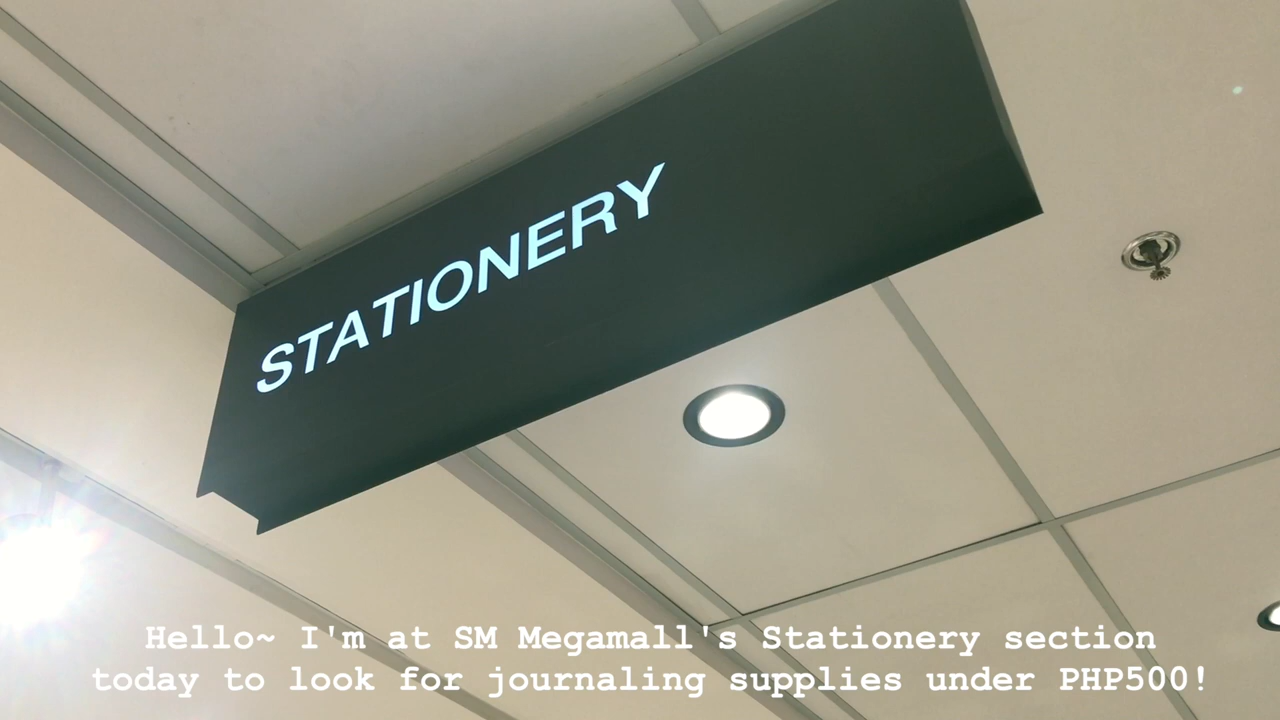 STATIONERY
Hello~ I'm at SM Megamall's Stationery section
today to look for journaling supplies under PHP500!